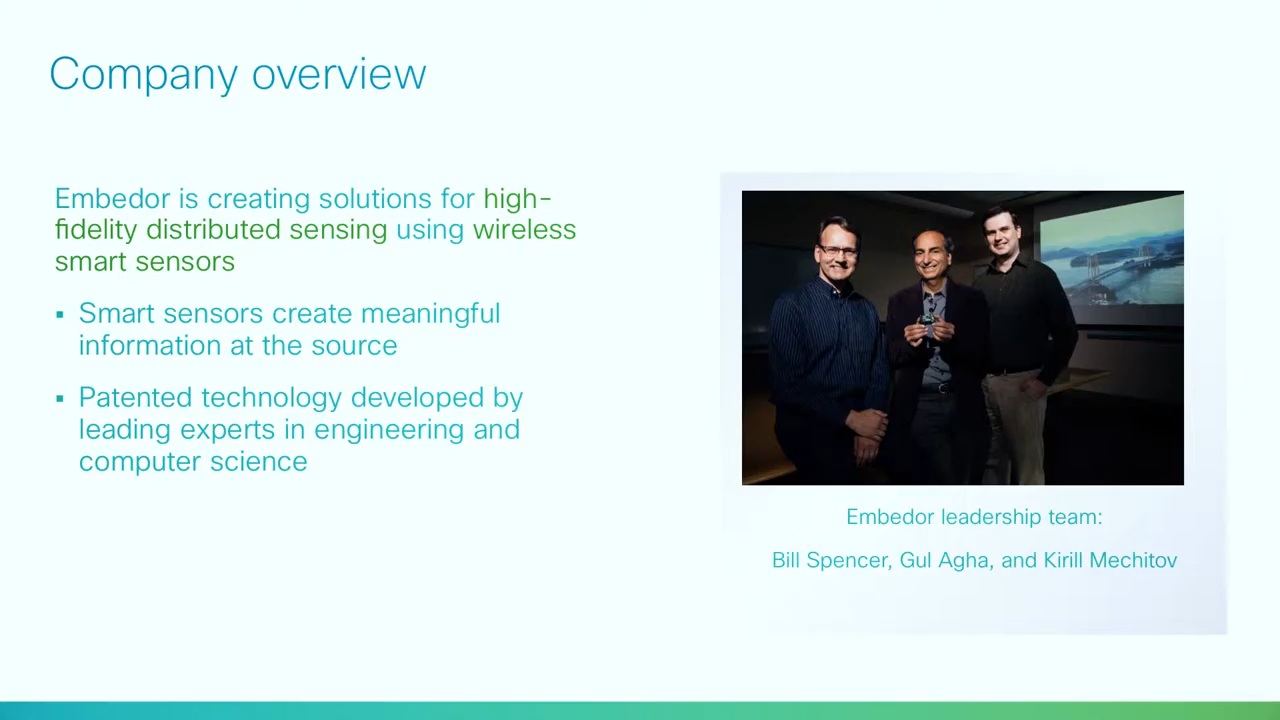 Company overview
Embedor is creating solutions for high-
fidelity distributed sensing using wireless
smart sensors
▪ Smart sensors create meaningful
information at the source
▪ Patented technology developed by
leading experts in engineering and
computer science
Embedor leadership team:
Bill Spencer, Gul Agha, and Kirill Mechitov